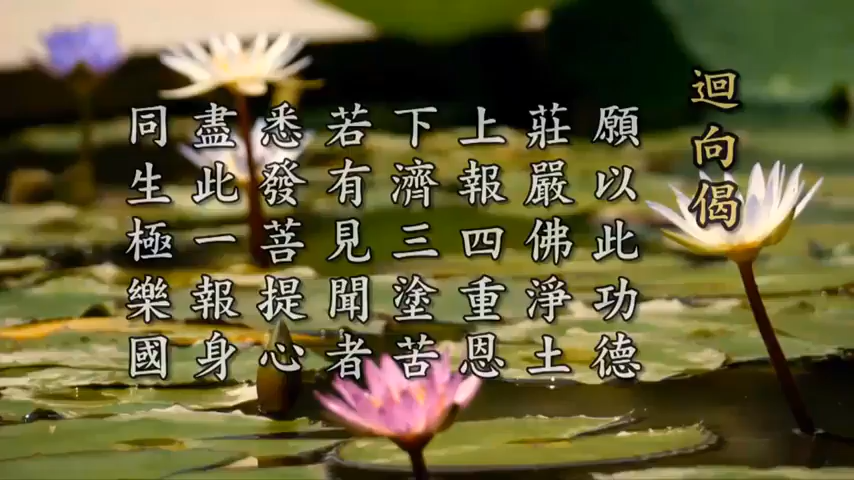 迴向偈
願以此功德
莊嚴佛淨土
上報四重恩
下濟三塗苦
若有見聞者
悉發菩提心
盡此一報身
同生極樂國